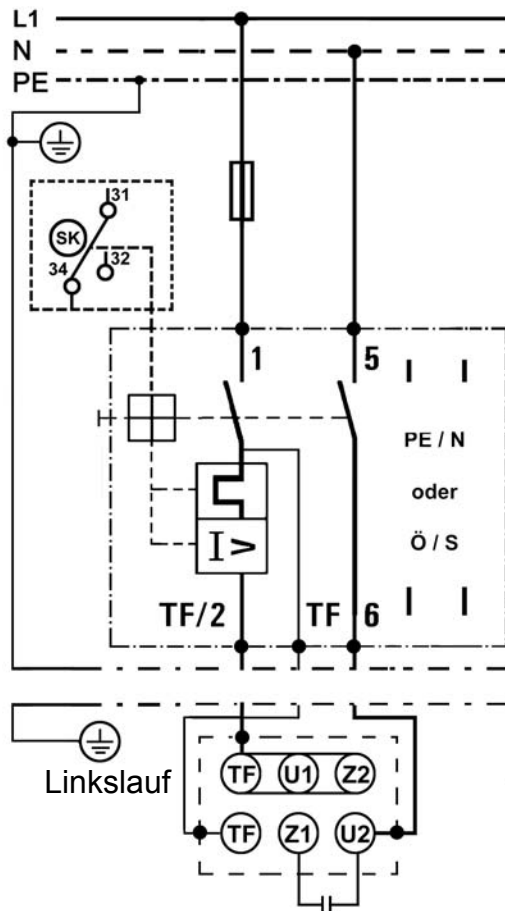 L1
N
PE
31
SK
32
34
1
5
PE / N
oder
Ö / S
I >
TF/2
TF
6
Linkslauf
TF
U1
Z2
TF
Z1
U2